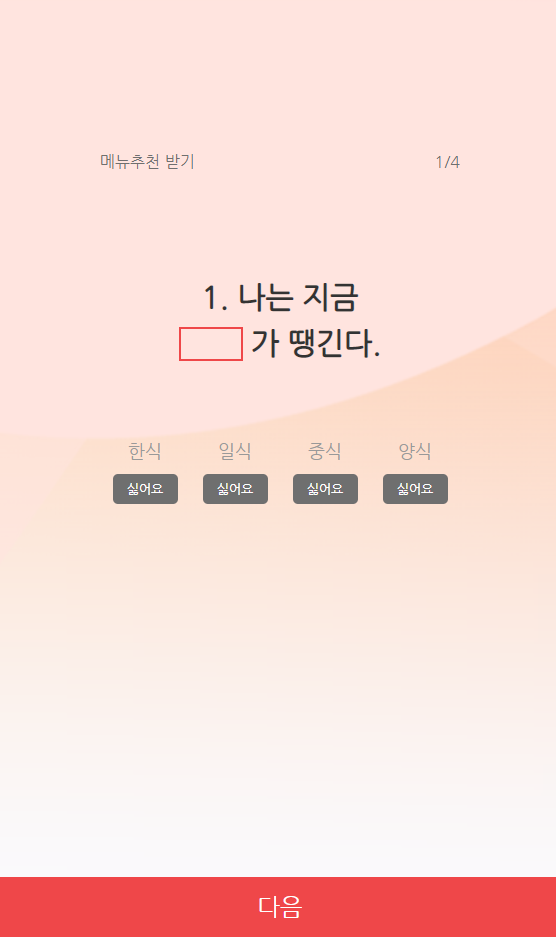 메뉴추천 받기 1/4
1. 나는 지금
가 땡긴다.
한식 일식 중식 양식
싫어요 싫어요 싫어요 싫어요
다음